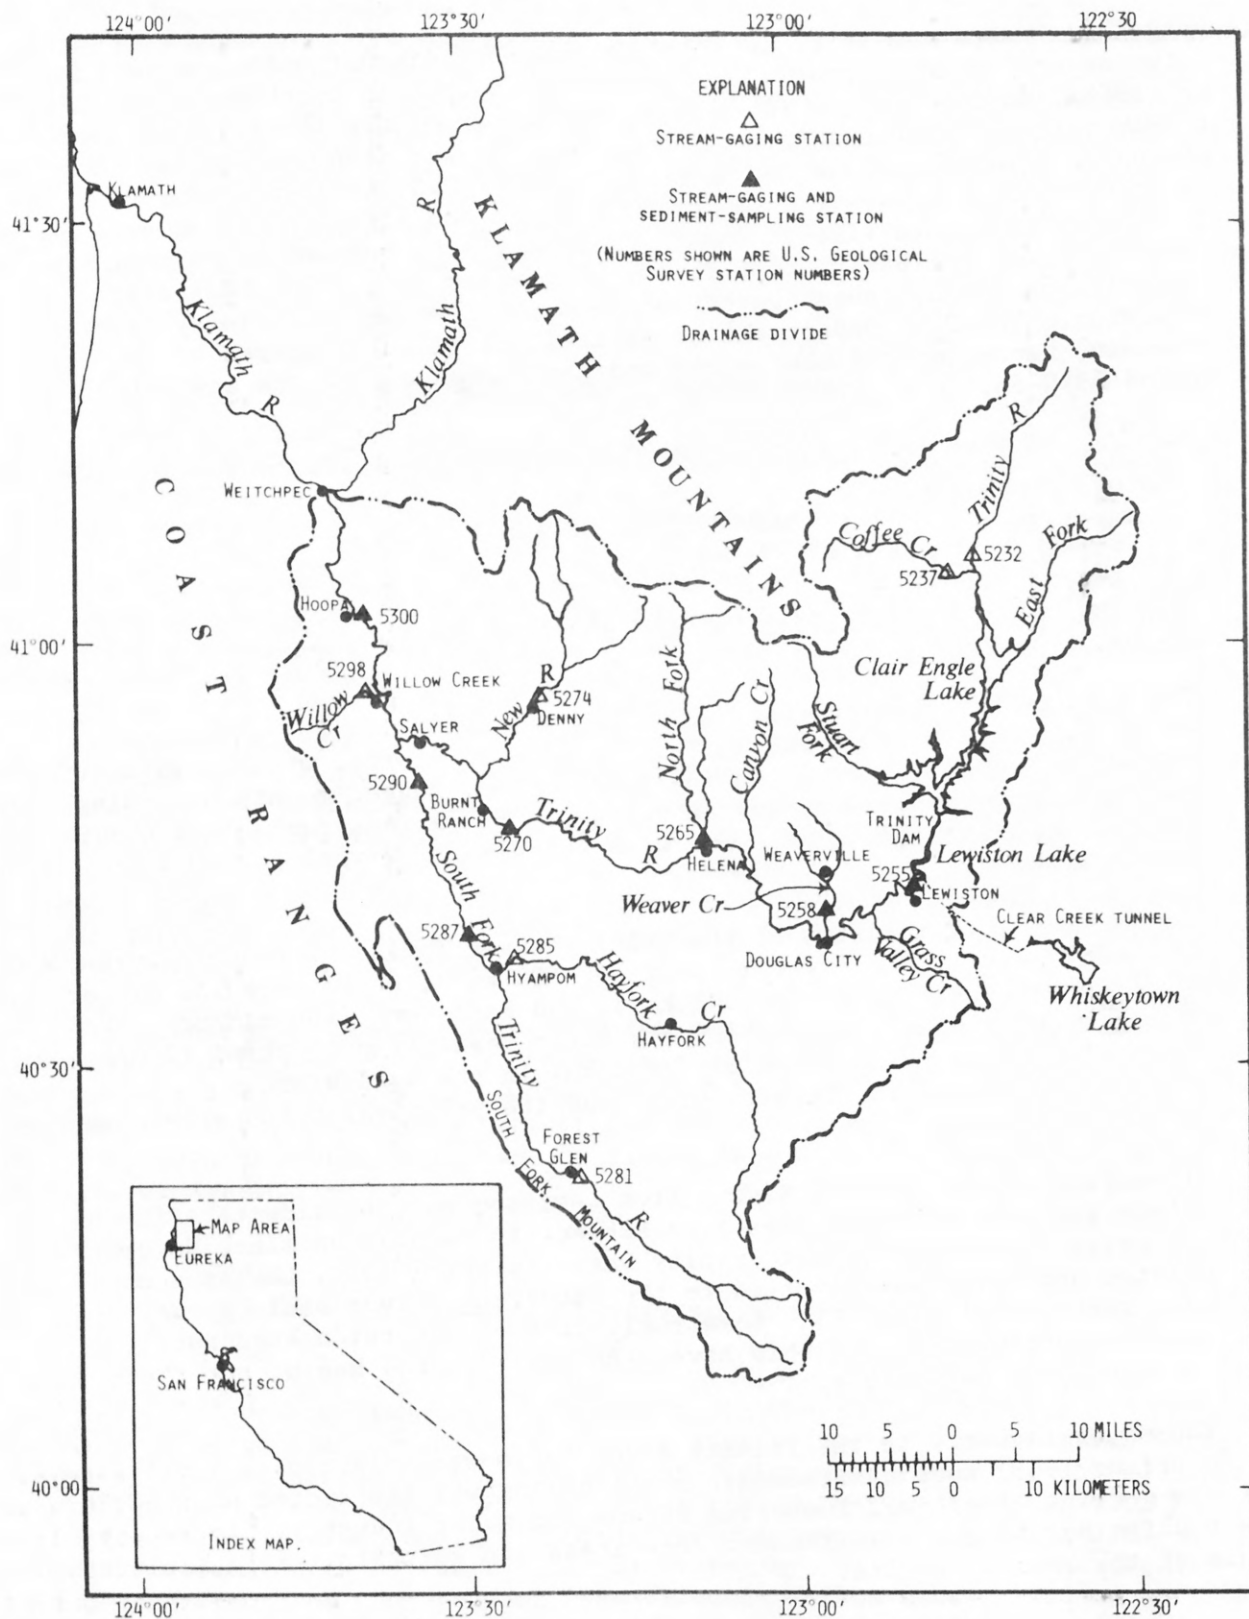 124°00'
123°30'
123°00'
122°30'
EXPLANATION
STREAM-GAGING STATION
STREAM-GAGING AND
SEDIMENT-SAMPLING STATION
(NUMBERS SHOWN ARE U.S. GEOLOGICAL
SURVEY STATION NUMBERS)
DRAINAGE DIVIDE
KLAMATH
41°30'
R
KLAMATH
MOUNTAINS
Klamath
R
Klamath
WEITCHPEC
COAST
RANGES
R
Trinity
Fork
East
Coffee
Cr
5232
5237
HOOPA
5300
41°00'
5298
WILLOW CREEK
Willow
Cr
SALYER
New
R
5274
DENNY
North Fork
Canyon Cr
Stuart
Fork
Clair Engle
Lake
5290
BURNT
RANCH
5270
Trinity
R
5265
HELENA
WEAVERVILLE
TRINITY
DAM
Lewiston Lake
5255
LEWISTON
Weaver Cr
5258
CLEAR CREEK TUNNEL
South
Fork
5287
5285
HYAMPOM
DOUGLAS CITY
Grass
Valley Cr
Whiskeytown
Lake
Hayfork
Cr
HAYFORK
Trinity
40°30'
SOUTH
FORK
MOUNTAIN
FOREST
GLEN
5281
R
MAP AREA
EUREKA
SAN FRANCISCO
INDEX MAP.
10 5 0 5 10 MILES
15 10 5 0 10 KILOMETERS
40°00
124°00'
123°30'
123°00'
122°30'